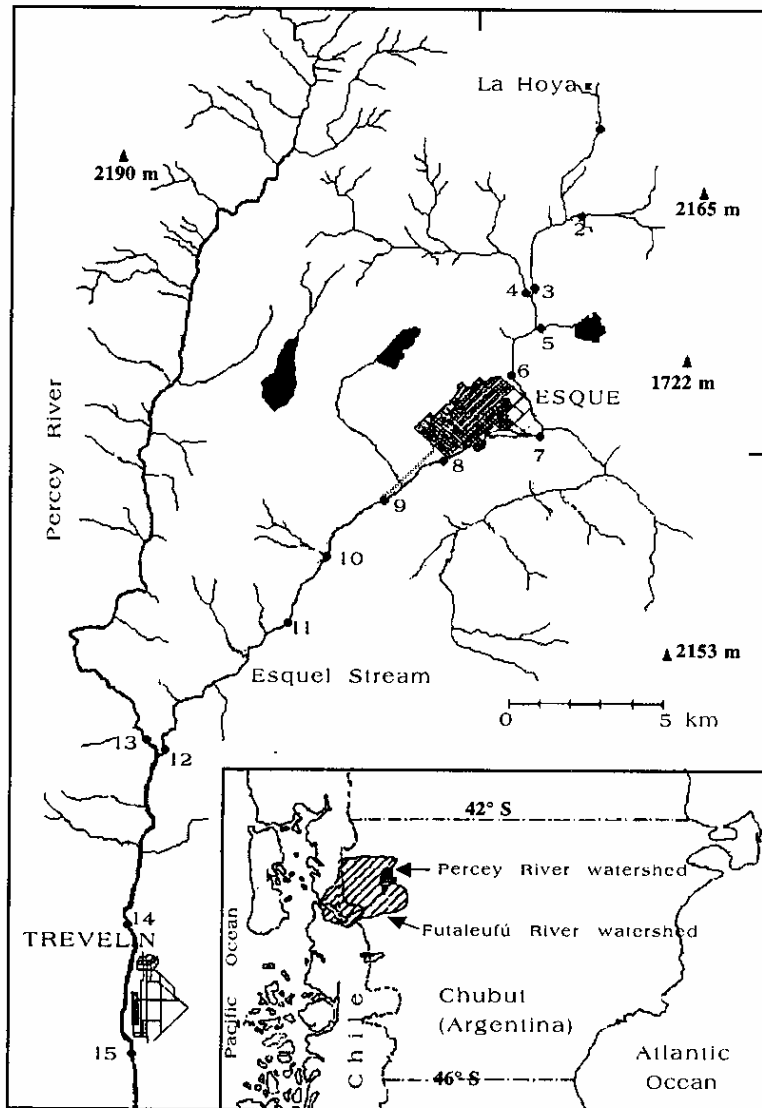 La Hoya
2190 m
2165 m
2
4
3
5
6
1722 m
ESQUE
7
8
9
Percey River
10
11
Esquel Stream
2153 m
0
5 km
13
12
14
TREVELIN
15
42° S
Percey River watershed
Futaleufú River watershed
Pacific Ocean
Chile
Chubut
(Argentina)
Atlantic
Ocean
46° S